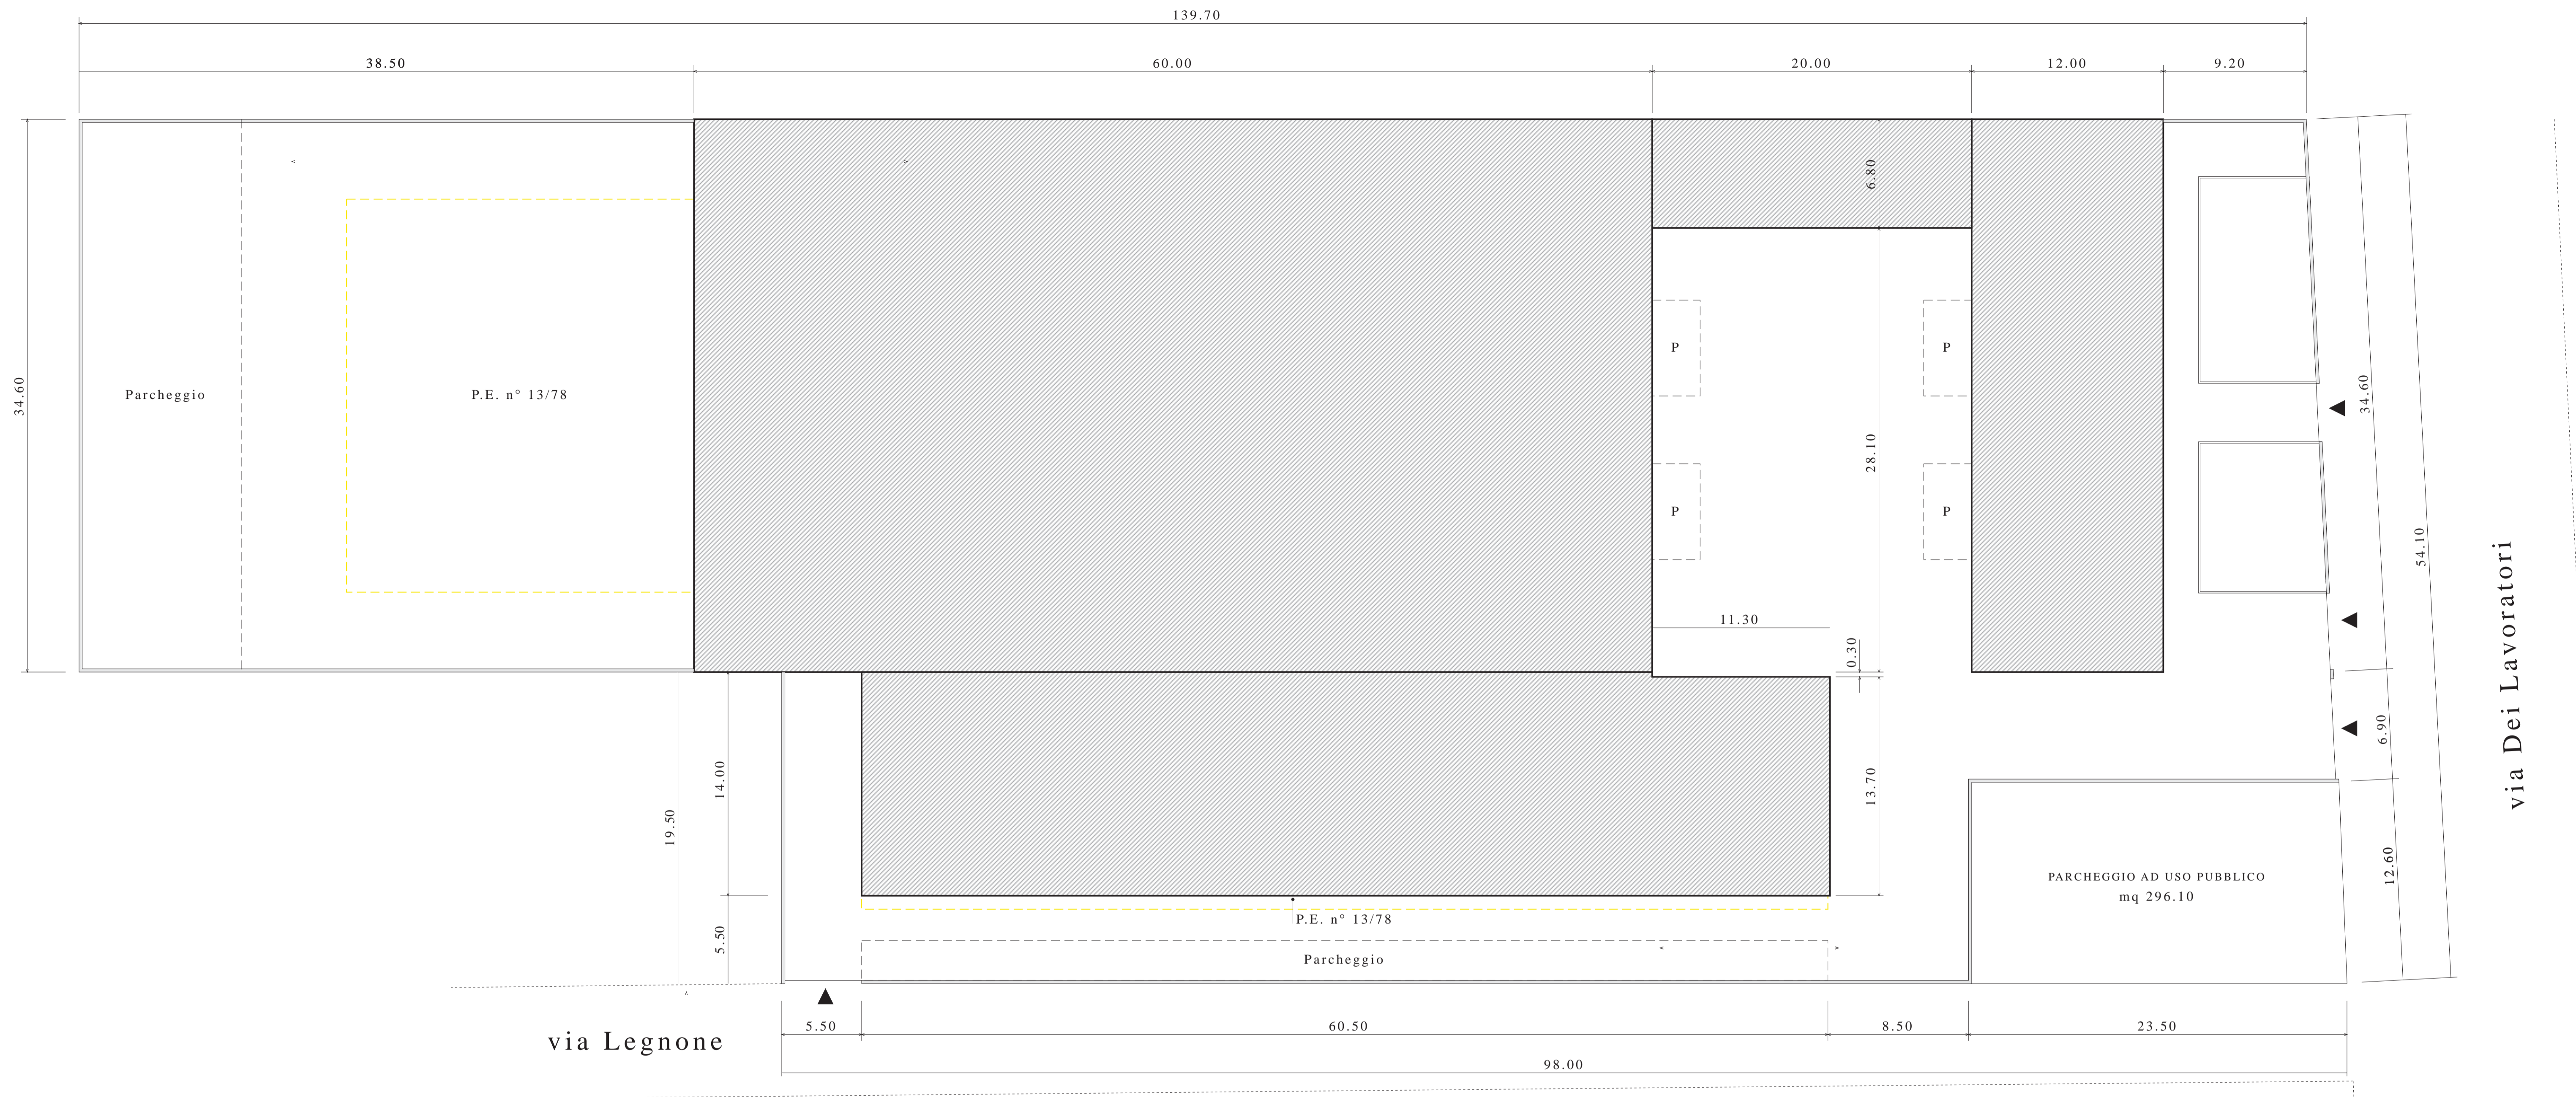 139.70
38.50
60.00
20.00
12.00
9.20
6.80
34.60
Parcheggio
P.E. n° 13/78
P
P
34.60
28.10
P
P
54.10
via Dei Lavoratori
11.30
0.30
6.90
14.00
13.70
19.50
12.60
PARCHEGGIO AD USO PUBBLICO
mq 296.10
P.E. n° 13/78
5.50
Parcheggio
via Legnone
5.50
60.50
8.50
23.50
98.00